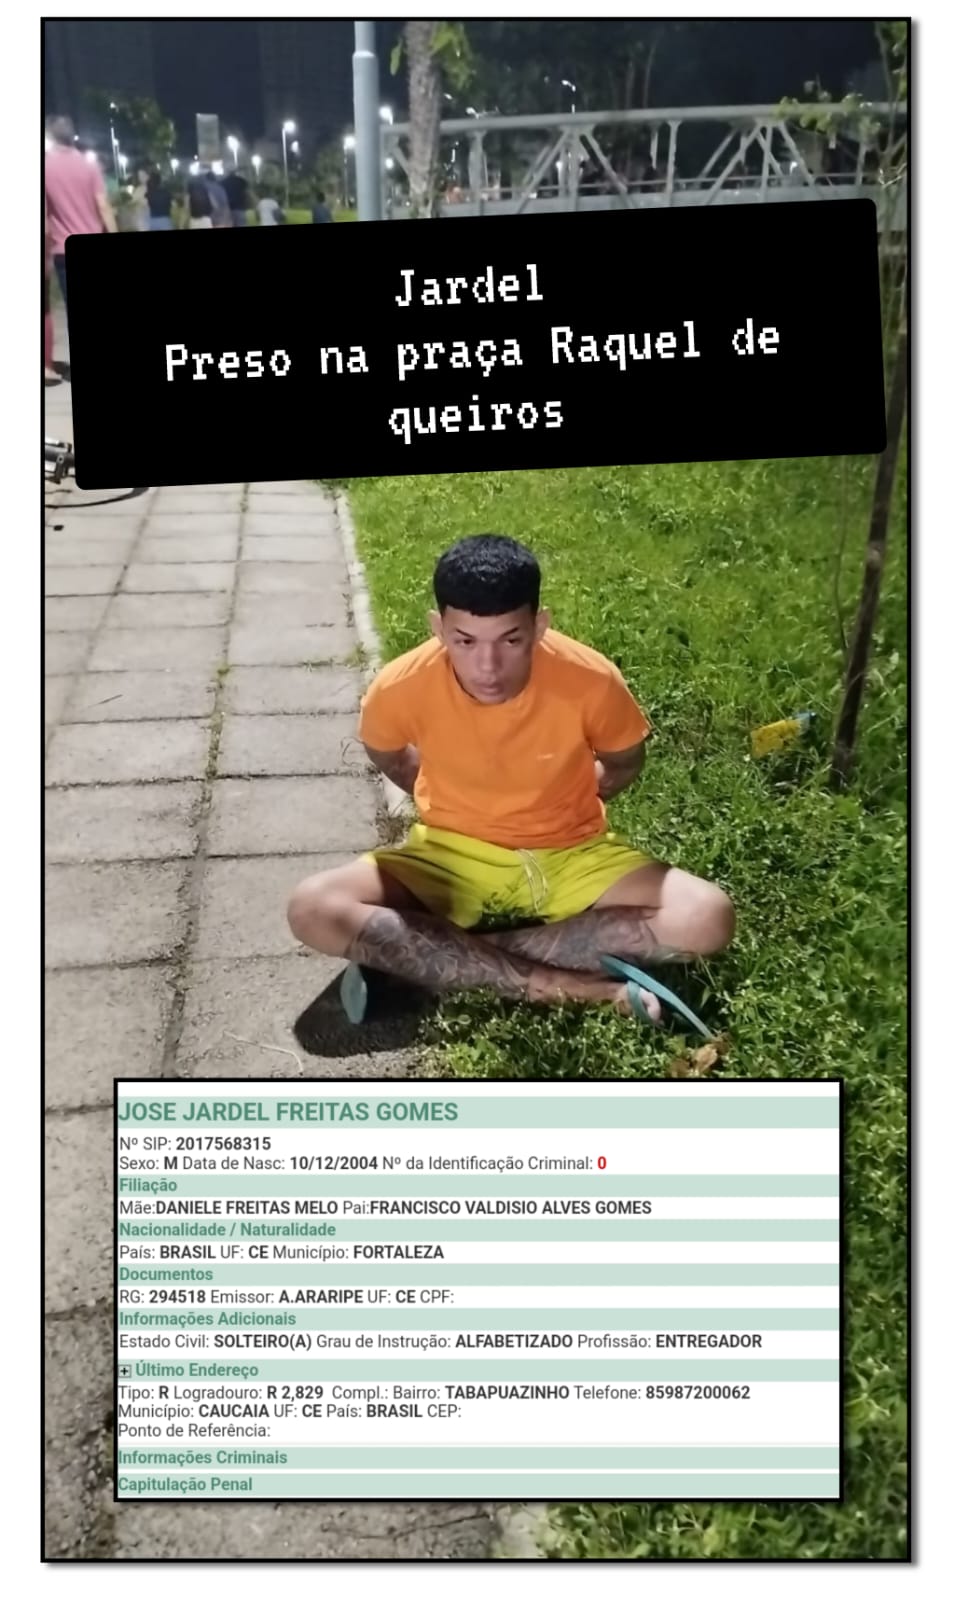 Jardel
Preso na praça Raquel de
queiros
JOSE JARDEL FREITAS GOMES
Nº SIP: 2017568315
Sexo: M Data de Nasc: 10/12/2004 Nº da Identificação Criminal: 0
Filiação
Mãe:DANIELE FREITAS MELO Pai:FRANCISCO VALDISIO ALVES GOMES
Nacionalidade / Naturalidade
País: BRASIL UF: CE Município: FORTALEZA
Documentos
RG: 294518 Emissor: A.ARARIPE UF: CE CPF:
Informações Adicionais
Estado Civil: SOLTEIRO(A) Grau de Instrução: ALFABETIZADO Profissão: ENTREGADOR
Último Endereço
Tipo: R Logradouro: R 2,829 Compl.: Bairro: TABAPUAZINHO Telefone: 85987200062
Município: CAUCAIA UF: CE País: BRASIL CEP:
Ponto de Referência:
Informações Criminais
Capitulação Penal